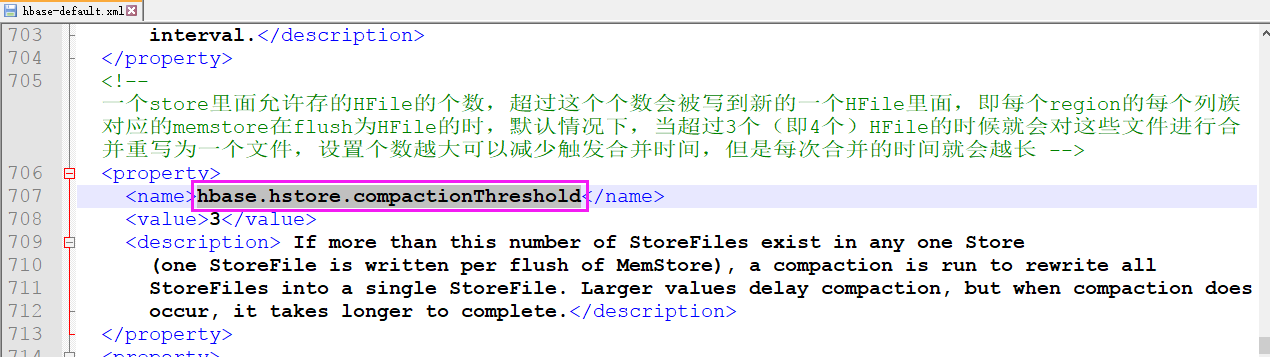 hbase-default.xml
703 interval.</description>
704 </property>
705 <!--
一个store里面允许存的HFile的个数，超过这个个数会被写到新的一个HFile里面，即每个region的每个列族
对应的memstore在flush为HFile的时，默认情况下，当超过3个（即4个）HFile的时候就会对这些文件进行合
并重写为一个文件，设置个数越大可以减少触发合并时间，但是每次合并的时间就会越长 -->
706 <property>
707 <name>hbase.hstore.compactionThreshold</name>
708 <value>3</value>
709 <description> If more than this number of StoreFiles exist in any one Store
710 (one StoreFile is written per flush of MemStore), a compaction is run to rewrite all
711 StoreFiles into a single StoreFile. Larger values delay compaction, but when compaction does
712 occur, it takes longer to complete.</description>
713 </property>
714 <property>